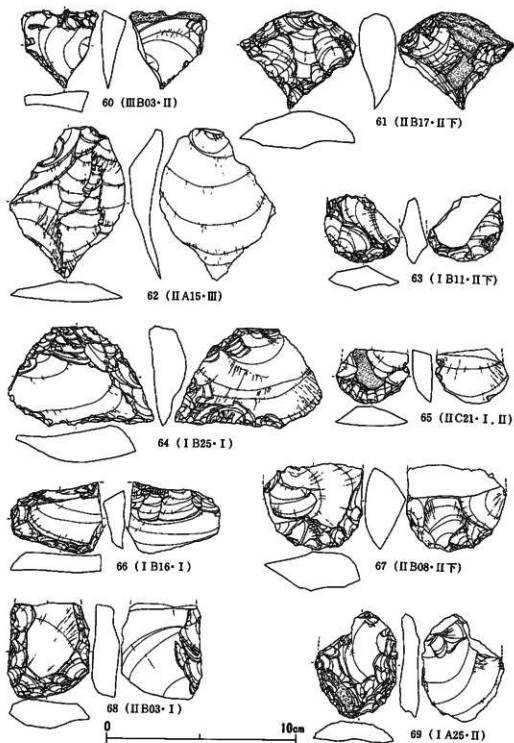 60 (ⅢB03・Ⅱ)
61 (ⅡB17・Ⅱ下)
62 (ⅡA15・Ⅲ)
63 (ⅠB11・Ⅱ下)
64 (ⅠB25・Ⅰ)
65 (ⅡC21・Ⅰ,Ⅱ)
66 (ⅠB16・Ⅰ)
67 (ⅡB08・Ⅱ下)
68 (ⅡB03・Ⅰ)
69 (ⅠA25・Ⅱ)
0 10cm